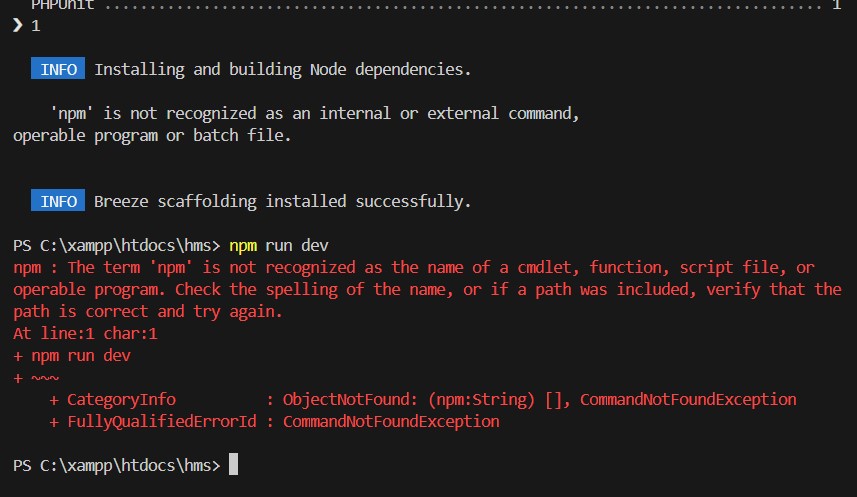 PHPUnit ................................................................................ 1
❯ 1
INFO Installing and building Node dependencies.
'npm' is not recognized as an internal or external command,
operable program or batch file.
INFO Breeze scaffolding installed successfully.
PS C:\xampp\htdocs\hms> npm run dev
npm : The term 'npm' is not recognized as the name of a cmdlet, function, script file, or
operable program. Check the spelling of the name, or if a path was included, verify that the
path is correct and try again.
At line:1 char:1
+ npm run dev
+ ~~~
    + CategoryInfo          : ObjectNotFound: (npm:String) [], CommandNotFoundException
    + FullyQualifiedErrorId : CommandNotFoundException
PS C:\xampp\htdocs\hms>